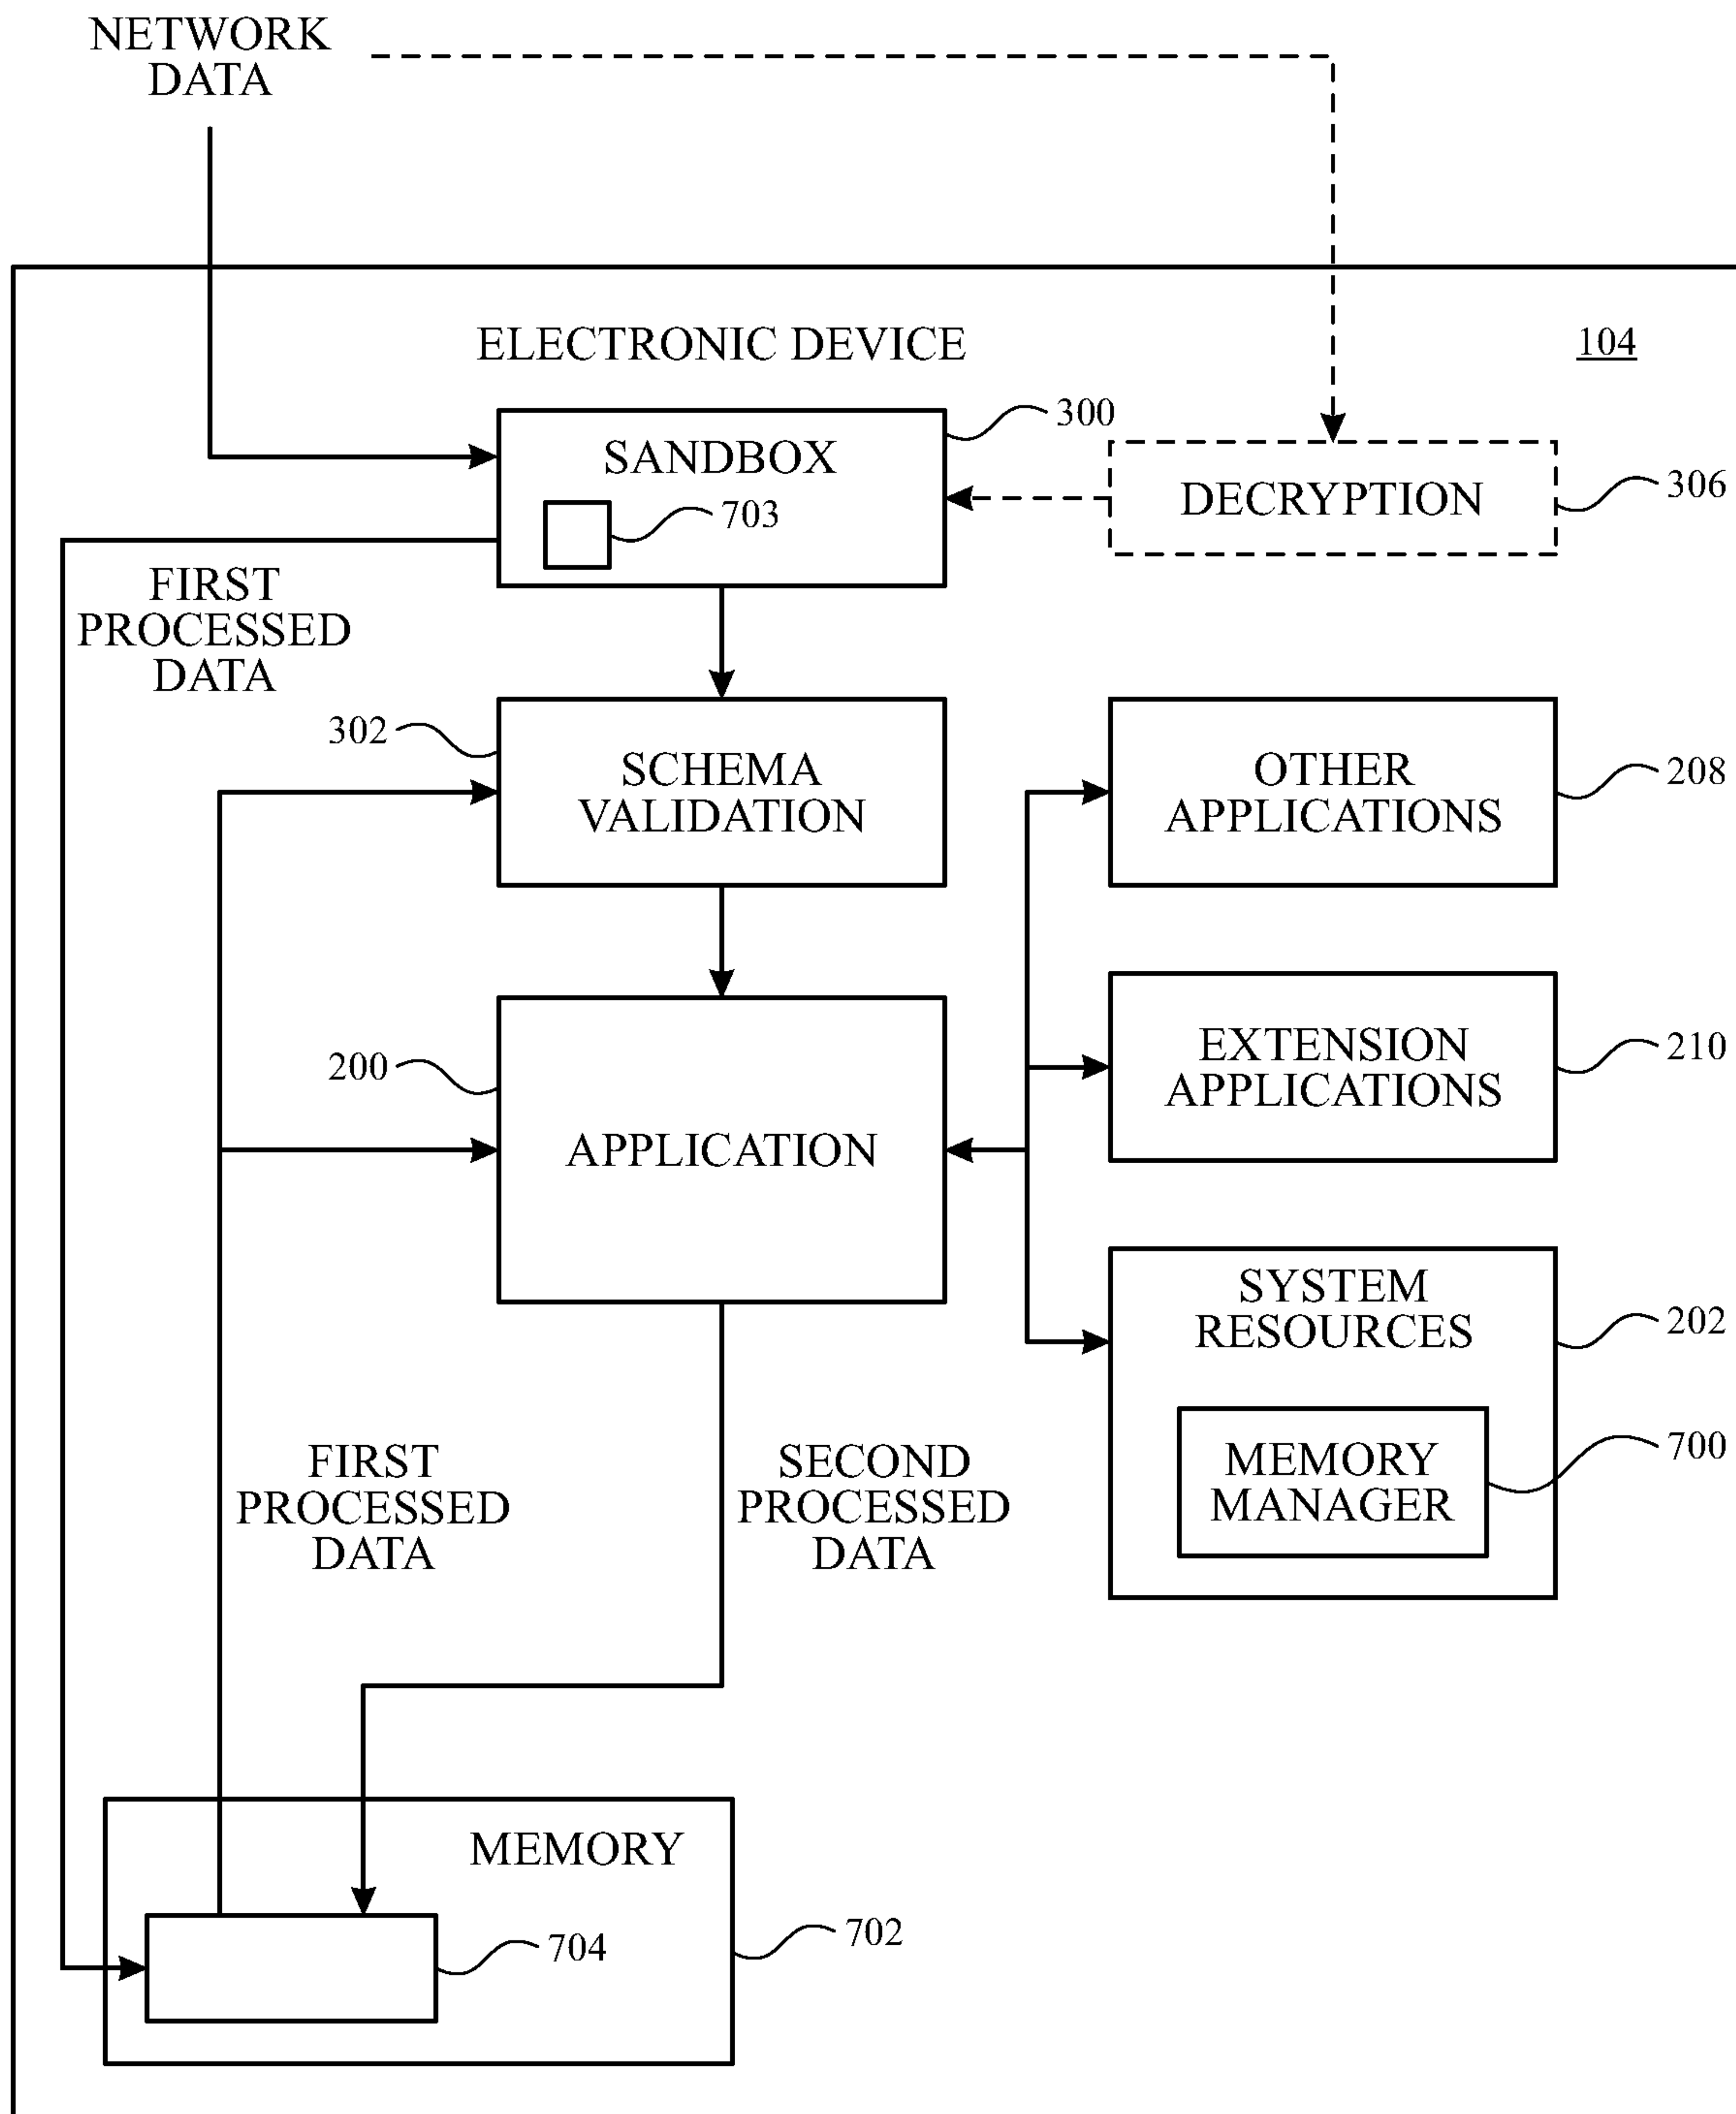 NETWORK
DATA
ELECTRONIC DEVICE
104
SANDBOX
300
703
DECRYPTION
306
FIRST
PROCESSED
DATA
302
SCHEMA
VALIDATION
OTHER
APPLICATIONS
208
200
APPLICATION
EXTENSION
APPLICATIONS
210
SYSTEM
RESOURCES
202
MEMORY
MANAGER
700
FIRST
PROCESSED
DATA
SECOND
PROCESSED
DATA
MEMORY
704
702